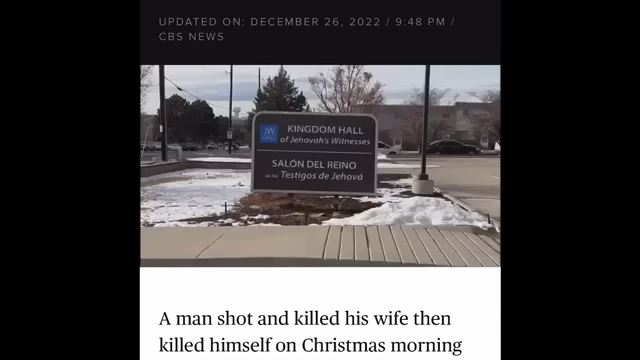 UPDATED ON: DECEMBER 26, 2022 / 9:48 PM /
CBS NEWS
JW
KINGDOM HALL
of Jehovah's Witnesses
SALÓN DEL REINO
de los Testigos de Jehová
A man shot and killed his wife then
killed himself on Christmas morning